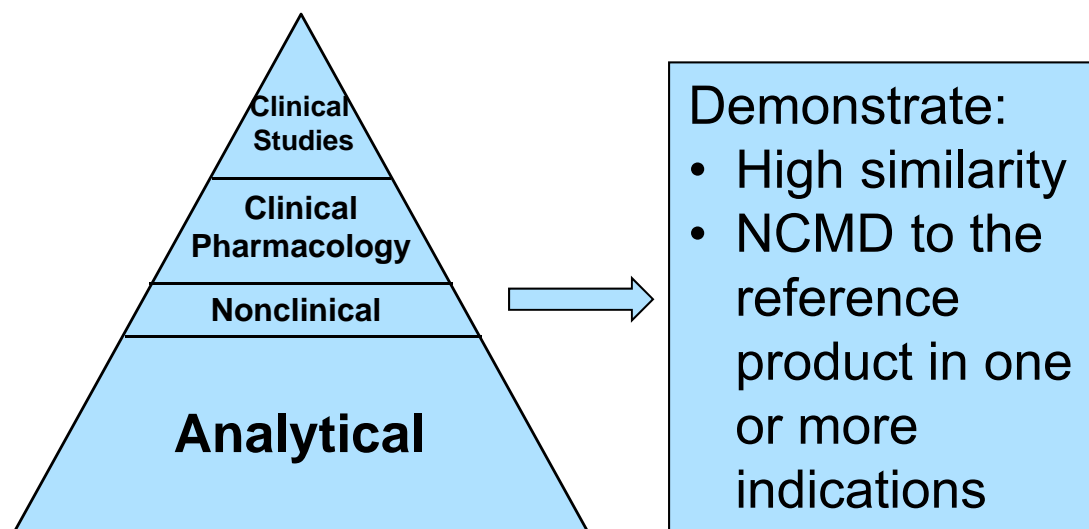 Clinical
Studies
Clinical
Pharmacology
Nonclinical
Analytical
Demonstrate:
• High similarity
• NCMD to the
reference
product in one
or more
indications